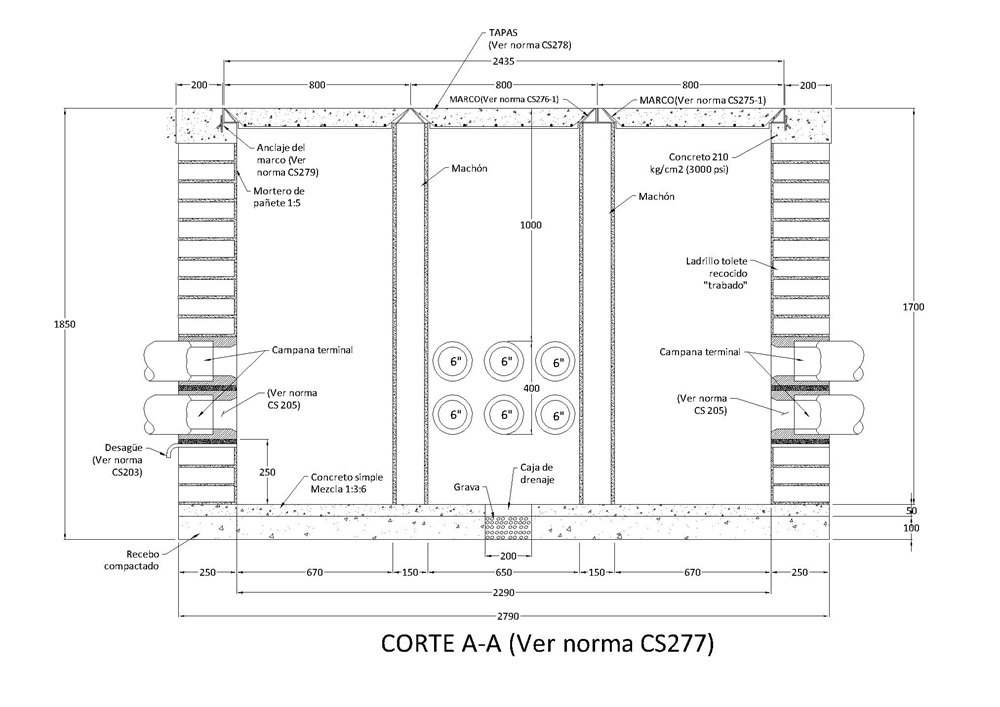 TAPAS
(Ver norma CS278)
2435
200
800
800
800
200
MARCO(Ver norma CS276-1)
MARCO(Ver norma CS275-1)
Anclaje del
marco (Ver
norma CS279)
Mortero de
pañete 1:5
Machón
Machón
Concreto 210
kg/cm2 (3000 psi)
1000
Ladrillo tolete
recocido
"trabado"
1850
1700
Campana terminal
Campana terminal
6"
6"
6"
400
(Ver norma
CS 205)
(Ver norma
CS 205)
6"
6"
6"
Desagüe
(Ver norma
CS203)
250
Concreto simple
Mezcla 1:3:6
Grava
Caja de
drenaje
50
100
Recebo
compactado
200
250
670
150
650
150
670
250
2290
2790
CORTE A-A (Ver norma CS277)